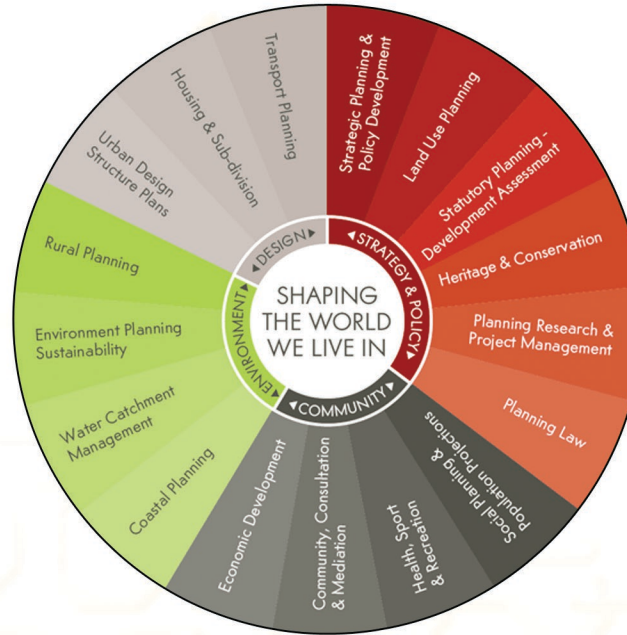 SHAPING
THE WORLD
WE LIVE IN
◄STRATEGY & POLICY►
Strategic Planning &
Policy Development
Land Use Planning
Statutory Planning -
Development Assessment
Heritage & Conservation
Planning Research &
Project Management
Planning Law
◄COMMUNITY►
Social Planning &
Population Projections
Health, Sport
& Recreation
Community, Consultation
& Mediation
Economic Development
◄ENVIRONMENT►
Coastal Planning
Water Catchment
Management
Environment Planning
Sustainability
Rural Planning
◄DESIGN►
Urban Design
Structure Plans
Housing & Sub-division
Transport Planning